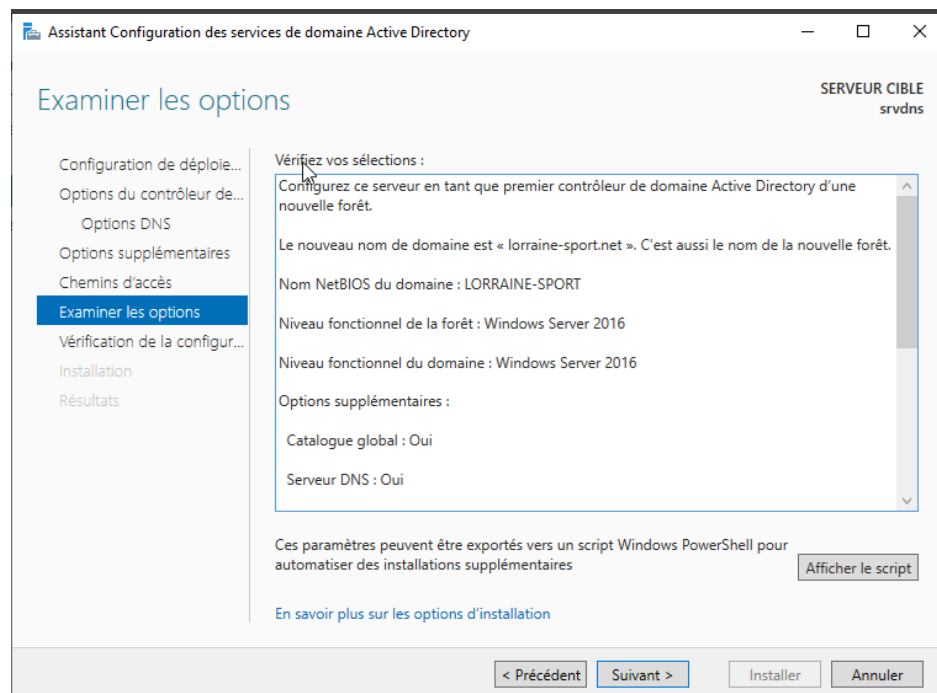 Assistant Configuration des services de domaine Active Directory
Examiner les options
SERVEUR CIBLE
srvdns
Configuration de déploie...
Options du contrôleur de...
Options DNS
Options supplémentaires
Chemins d'accès
Examiner les options
Vérification de la configur...
Installation
Résultats
Vérifiez vos sélections :
Configurez ce serveur en tant que premier contrôleur de domaine Active Directory d'une
nouvelle forêt.
Le nouveau nom de domaine est « lorraine-sport.net ». C'est aussi le nom de la nouvelle forêt.
Nom NetBIOS du domaine : LORRAINE-SPORT
Niveau fonctionnel de la forêt : Windows Server 2016
Niveau fonctionnel du domaine : Windows Server 2016
Options supplémentaires :
Catalogue global : Oui
Serveur DNS : Oui
Ces paramètres peuvent être exportés vers un script Windows PowerShell pour
automatiser des installations supplémentaires
Afficher le script
En savoir plus sur les options d'installation
< Précédent
Suivant >
Installer
Annuler